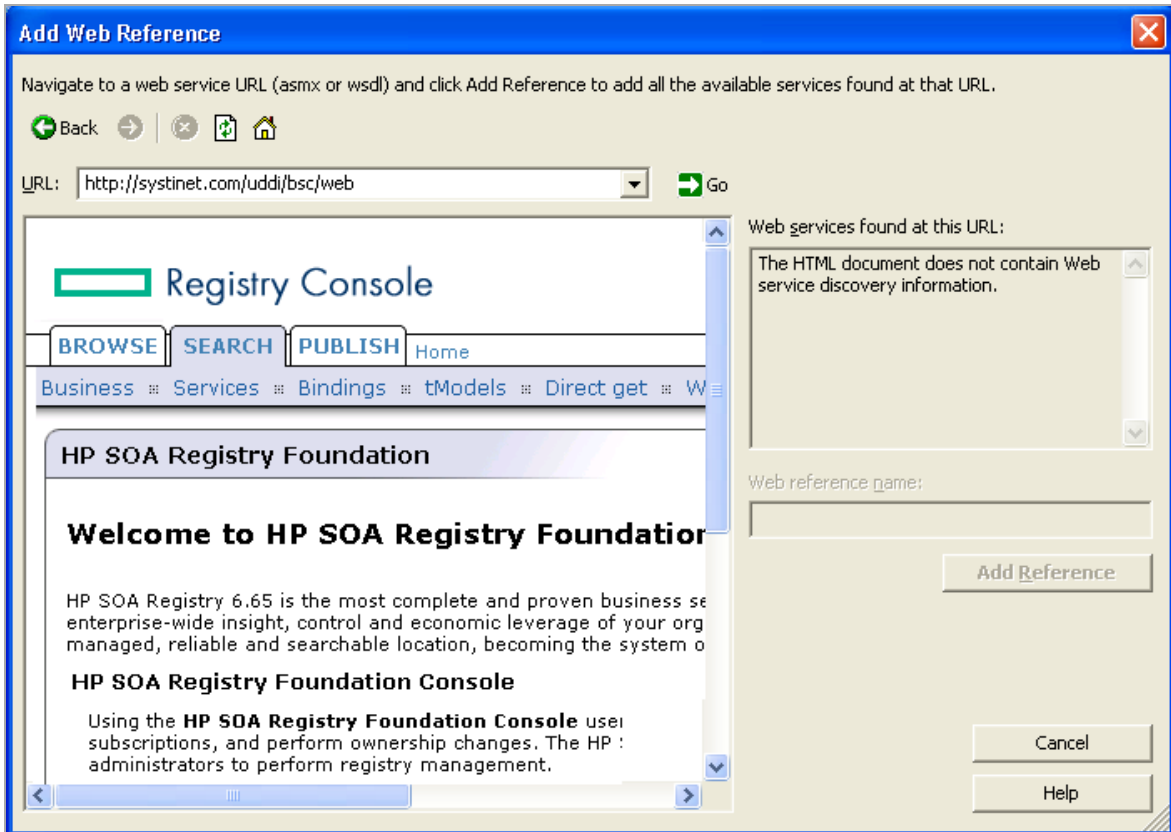 Add Web Reference
Navigate to a web service URL (asmx or wsdl) and click Add Reference to add all the available services found at that URL.
Back
URL: http://systinet.com/uddi/bsc/web Go
Registry Console
BROWSE SEARCH PUBLISH Home
Business Services Bindings tModels Direct get W
HP SOA Registry Foundation
Welcome to HP SOA Registry Foundation
HP SOA Registry 6.65 is the most complete and proven business se
enterprise-wide insight, control and economic leverage of your org
managed, reliable and searchable location, becoming the system o
HP SOA Registry Foundation Console
Using the HP SOA Registry Foundation Console user
subscriptions, and perform ownership changes. The HP S
administrators to perform registry management.
Web services found at this URL:
The HTML document does not contain Web
service discovery information.
Web reference name:
Add Reference
Cancel
Help